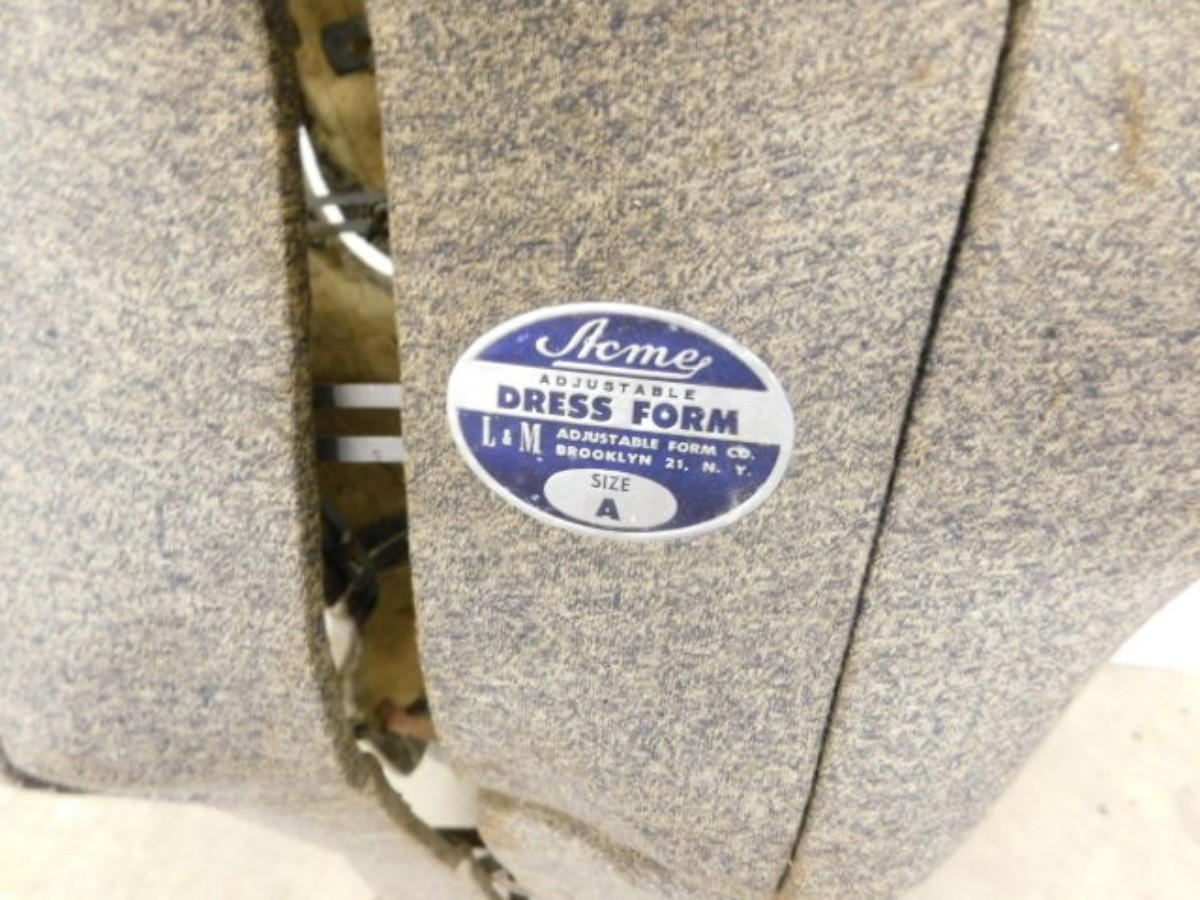 Acme
ADJUSTABLE
DRESS FORM
L & M ADJUSTABLE FORM CO.
BROOKLYN 21, N. Y.
SIZE
A